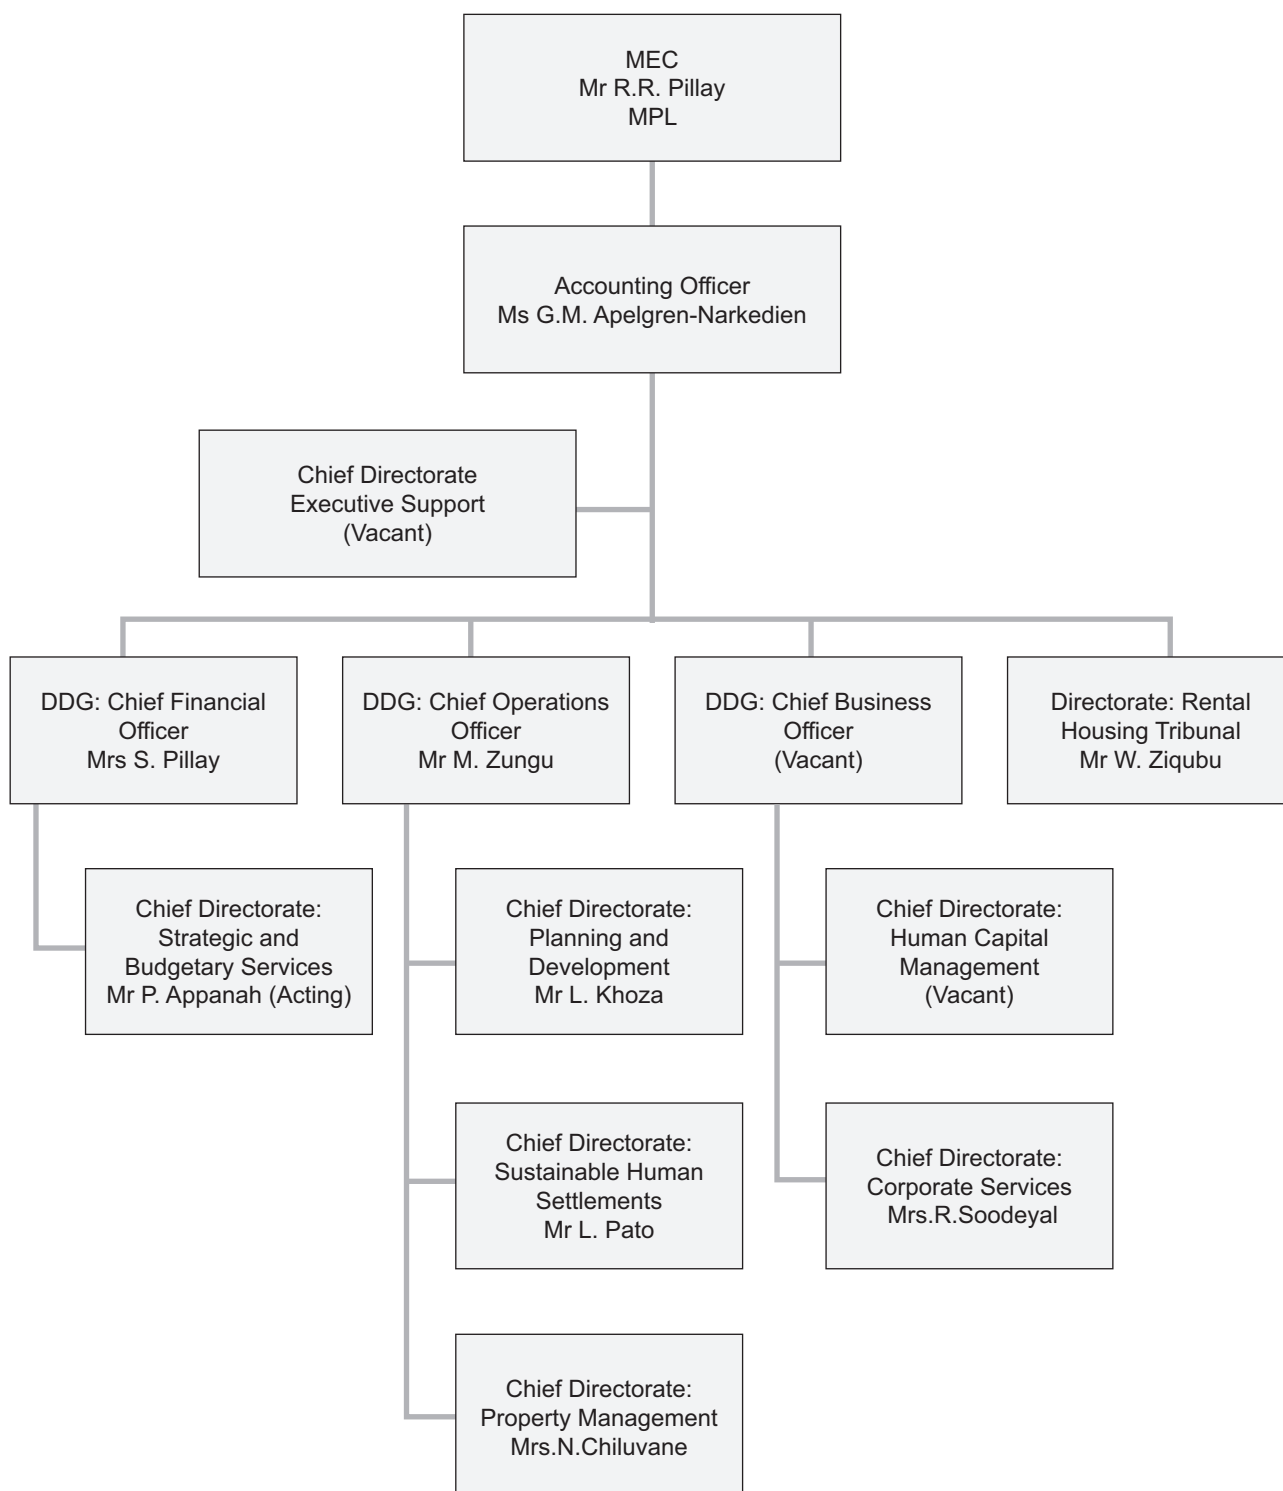 MEC
Mr R.R. Pillay
MPL
Accounting Officer
Ms G.M. Apelgren-Narkedien
Chief Directorate
Executive Support
(Vacant)
DDG: Chief Financial
Officer
Mrs S. Pillay
DDG: Chief Operations
Officer
Mr M. Zungu
DDG: Chief Business
Officer
(Vacant)
Directorate: Rental
Housing Tribunal
Mr W. Ziqubu
Chief Directorate:
Strategic and
Budgetary Services
Mr P. Appanah (Acting)
Chief Directorate:
Planning and
Development
Mr L. Khoza
Chief Directorate:
Human Capital
Management
(Vacant)
Chief Directorate:
Sustainable Human
Settlements
Mr L. Pato
Chief Directorate:
Corporate Services
Mrs.R.Soodeyal
Chief Directorate:
Property Management
Mrs.N.Chiluvane